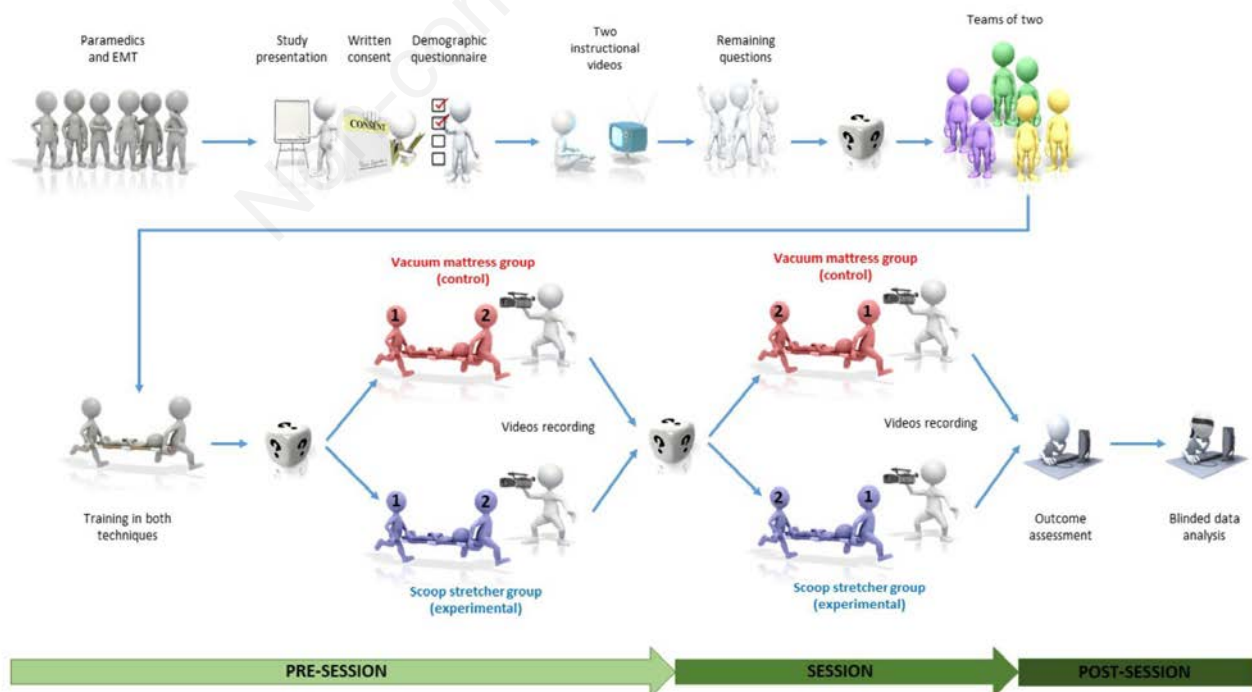 Paramedics
and EMT
Study
presentation
Written
consent
Demographic
questionnaire
Two
instructional
videos
Remaining
questions
Teams of two
CONSENT
? ? ?
Vacuum mattress group
(control)
Vacuum mattress group
(control)
1 2
2 1
Training in both
techniques
? ? ?
Videos recording
? ? ?
Videos recording
1 2
2 1
Outcome
assessment
Blinded data
analysis
Scoop stretcher group
(experimental)
Scoop stretcher group
(experimental)
PRE-SESSION
SESSION
POST-SESSION